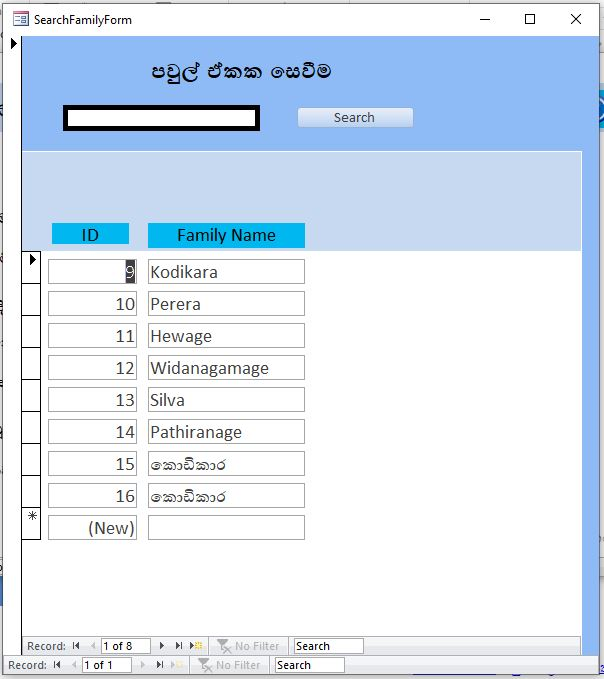 SearchFamilyForm
පවුල් ඒකක සෙවීම
Search
ID Family Name
9 Kodikara
10 Perera
11 Hewage
12 Widanagamage
13 Silva
14 Pathiranage
15 කොඩිකාර
16 කොඩිකාර
(New)
Record: 1 of 8 No Filter Search
Record: 1 of 1 No Filter Search